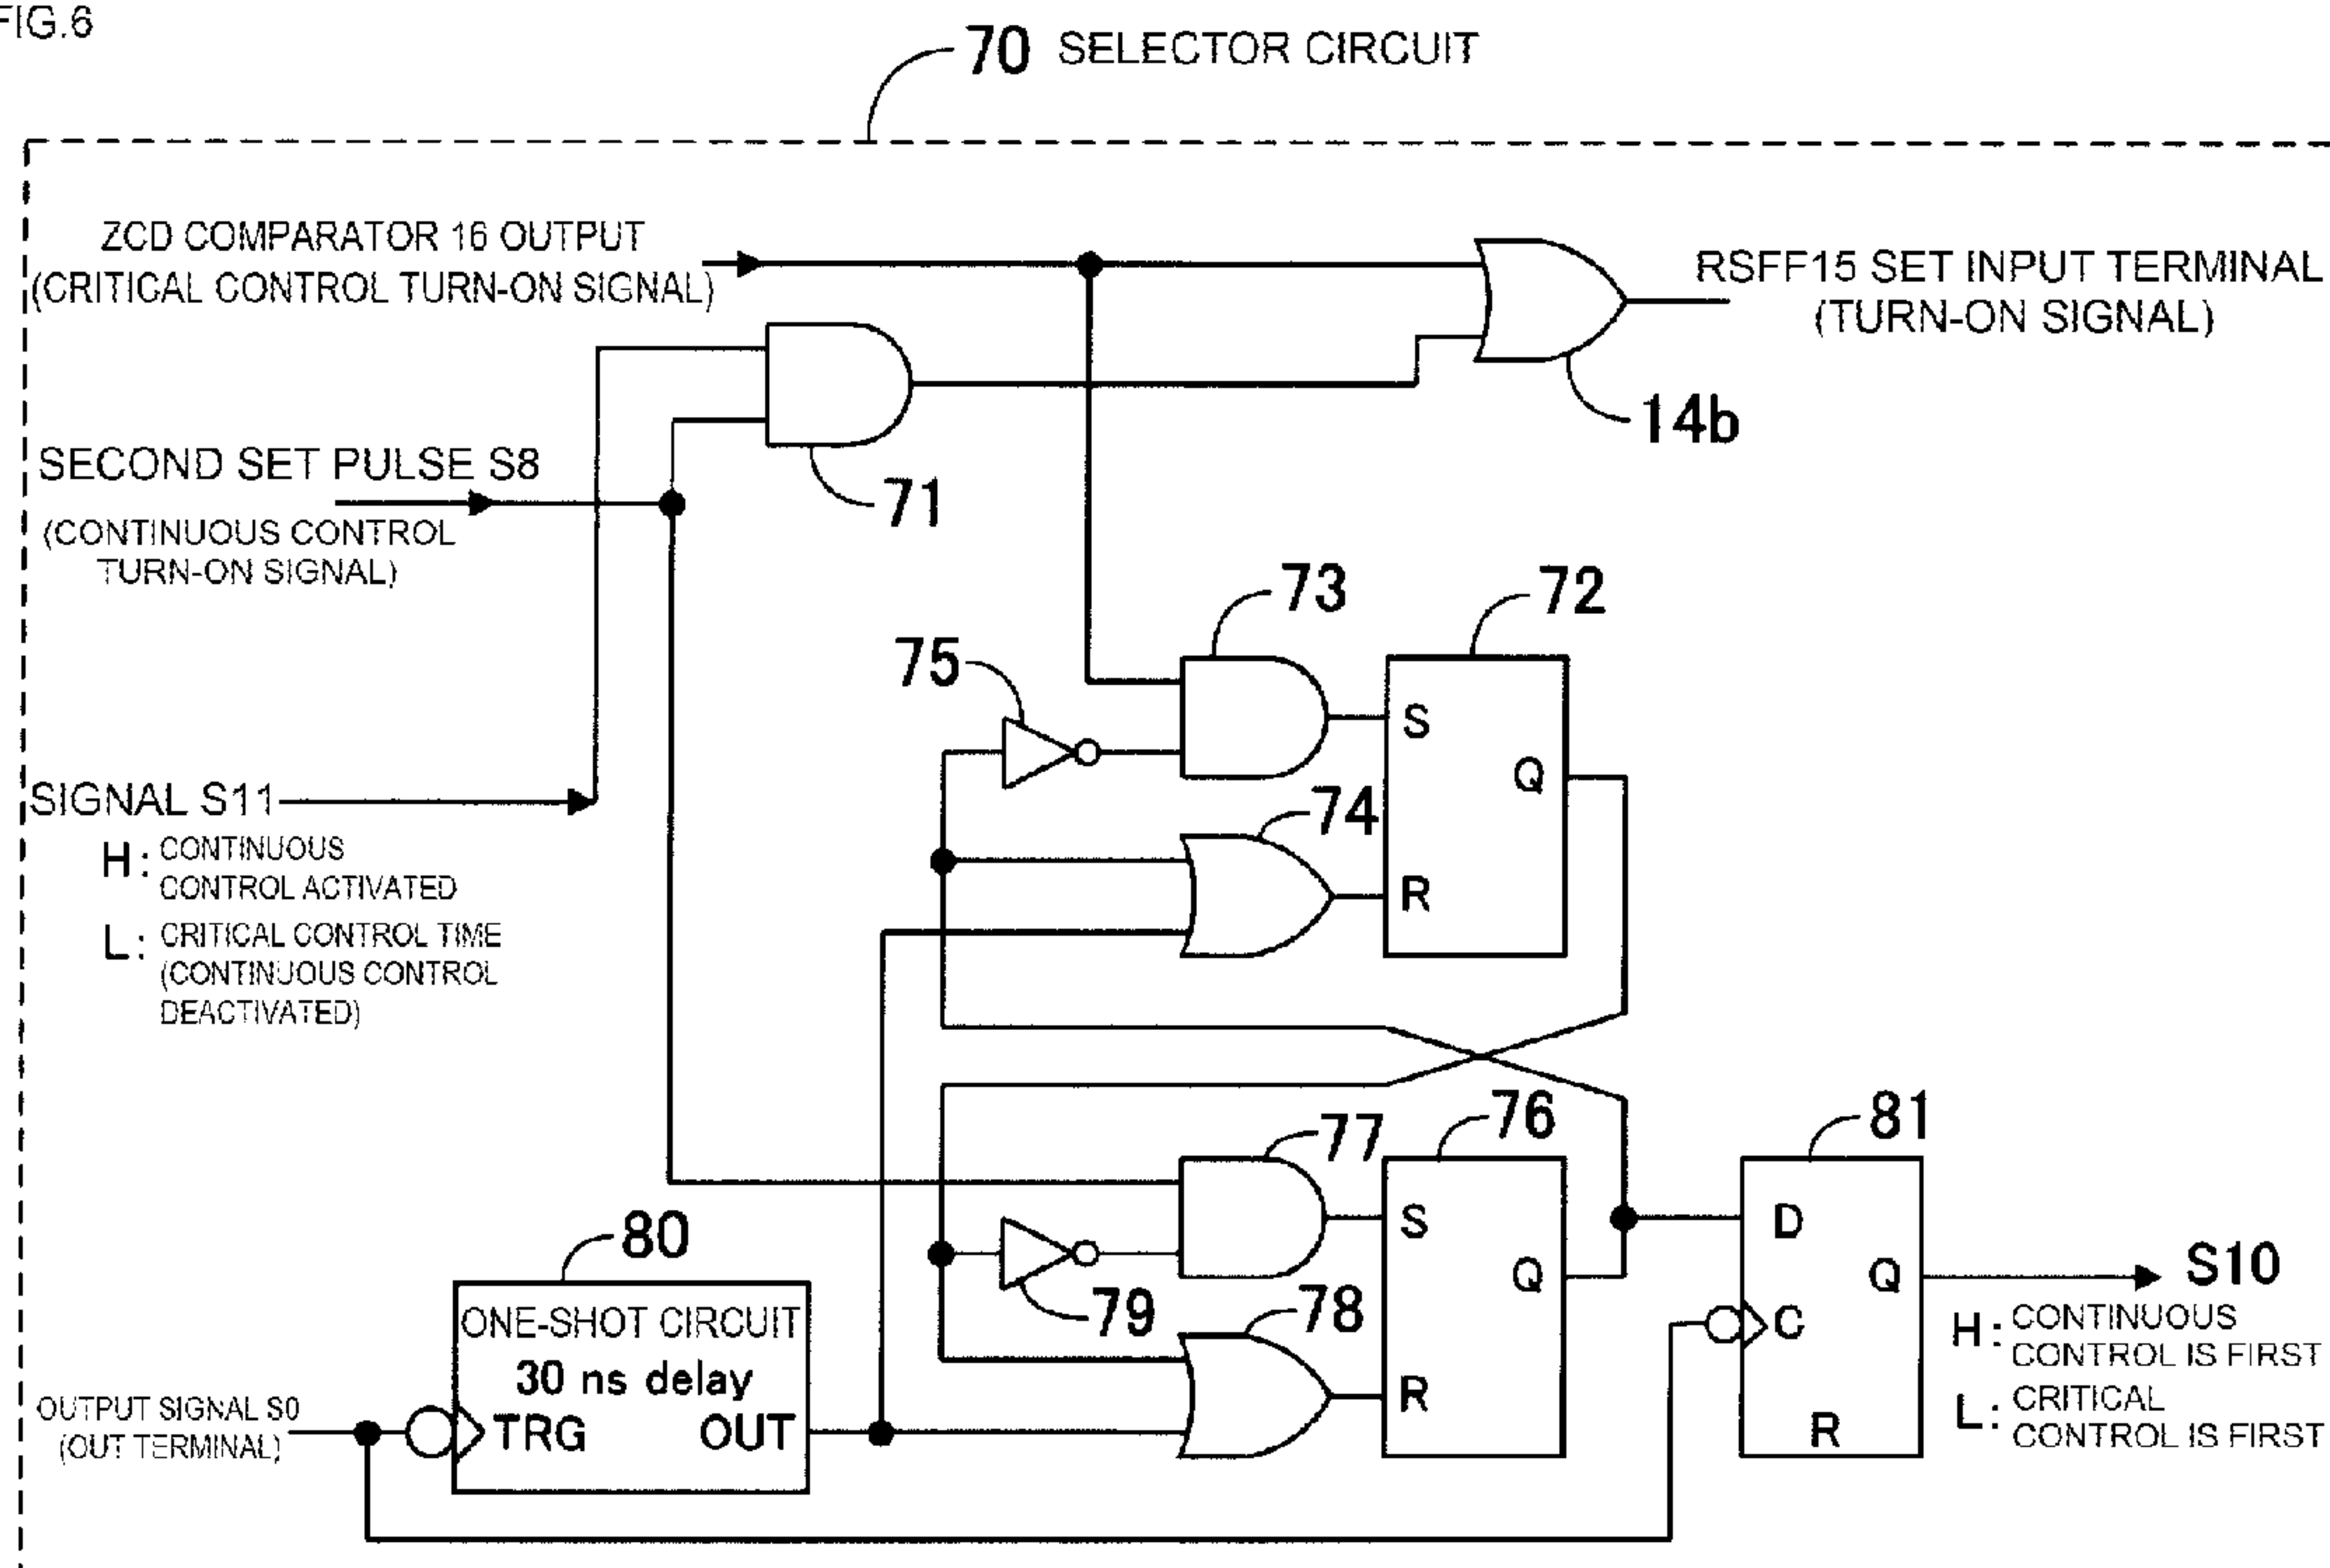 FIG.6
70 SELECTOR CIRCUIT
ZCD COMPARATOR 16 OUTPUT
(CRITICAL CONTROL TURN-ON SIGNAL)
RSFF15 SET INPUT TERMINAL
(TURN-ON SIGNAL)
14b
71
SECOND SET PULSE S8
(CONTINUOUS CONTROL
TURN-ON SIGNAL)
73
72
75
S
Q
R
74
SIGNAL S11
H: CONTINUOUS
CONTROL ACTIVATED
L: CRITICAL CONTROL TIME
(CONTINUOUS CONTROL
DEACTIVATED)
77
76
81
S
Q
R
79
78
D
Q
C
R
S10
H: CONTINUOUS
CONTROL IS FIRST
L: CRITICAL
CONTROL IS FIRST
80
ONE-SHOT CIRCUIT
30 ns delay
TRG OUT
OUTPUT SIGNAL S0
(OUT TERMINAL)